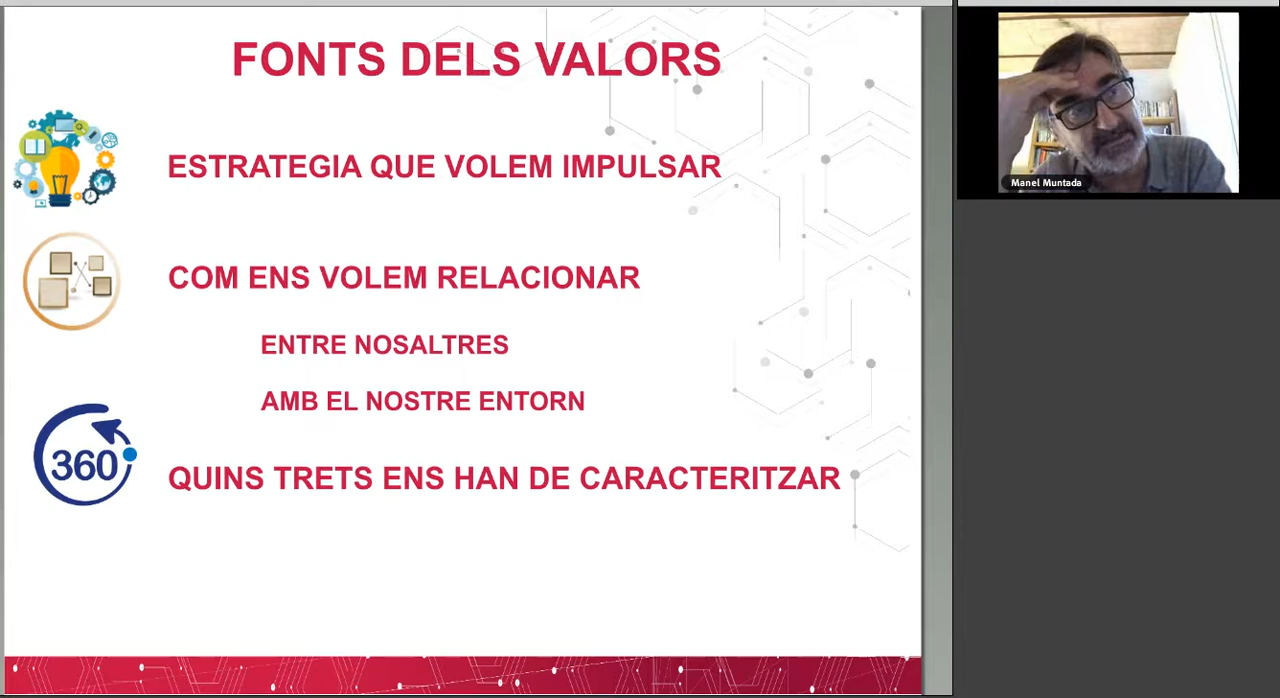 FONTS DELS VALORS
ESTRATEGIA QUE VOLEM IMPULSAR
COM ENS VOLEM RELACIONAR
ENTRE NOSALTRES
AMB EL NOSTRE ENTORN
360
QUINS TRETS ENS HAN DE CARACTERITZAR
Manel Muntada